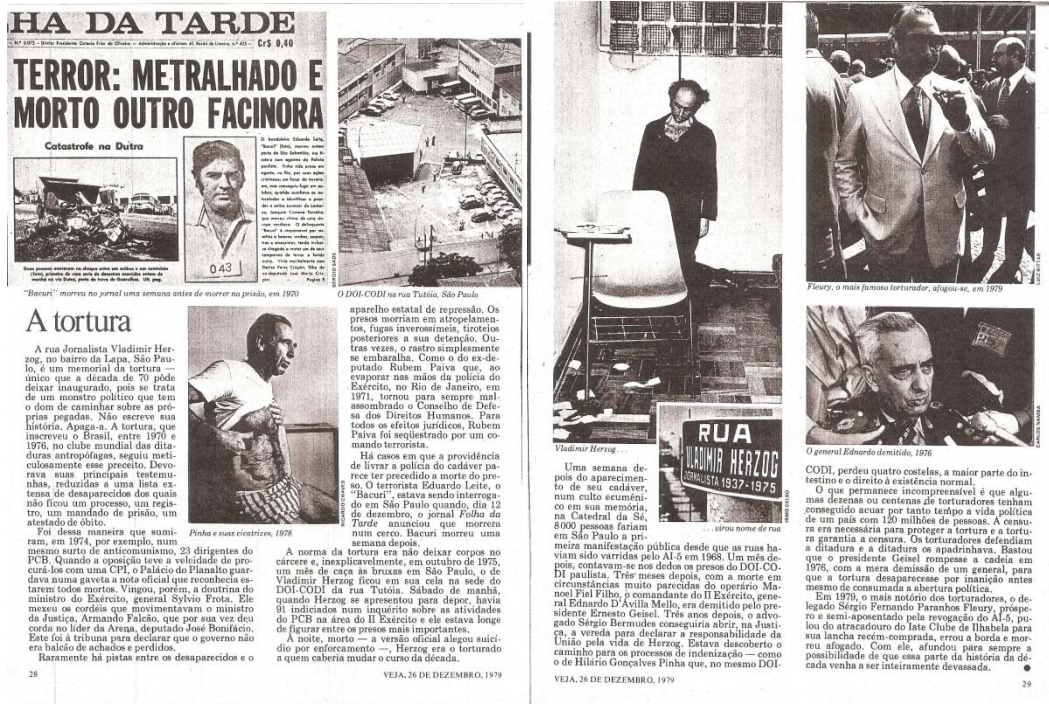 HA DA TARDE
Cr$ 0,40
TERROR: METRALHADO E
MORTO OUTRO FACINORA
Catastrofe na Dutra
043
"Bacuri" morreu no jornal uma semana antes de morrer na prisão, em 1970
O DOI-CODI na rua Tutóia, São Paulo
SERGIO SADE
A tortura
A rua Jornalista Vladimir Her-
zog, no bairro da Lapa, São Pau-
lo, é um memorial da tortura —
único que a década de 70 pôde
deixar inaugurado, pois se trata
de um monstro político que tem
o dom de caminhar sobre as pró-
prias pegadas. Não escreve sua
história. Apaga-a. A tortura, que
inscreveu o Brasil, entre 1970 e
1976, no clube mundial das dita-
duras antropófagas, seguiu meti-
culosamente esse preceito. Devo-
rava suas principais testemu-
nhas, reduzidas a uma lista ex-
tensa de desaparecidos dos quais
não ficou um processo, um regis-
tro, um mandado de prisão, um
atestado de óbito.
Foi dessa maneira que sumi-
ram, em 1974, por exemplo, num
mesmo surto de anticomunismo, 23 dirigentes do
PCB. Quando a oposição teve a veleidade de pro-
curá-los com uma CPI, o Palácio do Planalto guar-
dava numa gaveta a nota oficial que reconhecia es-
tarem todos mortos. Vingou, porém, a doutrina do
ministro do Exército, general Sylvio Frota. Ele
mexeu os cordéis que movimentavam o ministro
da Justiça, Armando Falcão, que por sua vez deu
corda no líder da Arena, deputado José Bonifácio.
Este foi à tribuna para declarar que o governo não
era balcão de achados e perdidos.
Raramente há pistas entre os desaparecidos e o
RICARDO CHAVES
Pinha e suas cicatrizes, 1978
aparelho estatal de repressão. Os
presos morriam em atropelamen-
tos, fugas inverossímeis, tiroteios
posteriores a sua detenção. Ou-
tras vezes, o rastro simplesmente
se embaralha. Como o do ex-de-
putado Rubem Paiva que, ao
evaporar nas mãos da polícia do
Exército, no Rio de Janeiro, em
1971, tornou para sempre mal-
assombrado o Conselho de Defe-
sa dos Direitos Humanos. Para
todos os efeitos jurídicos, Rubem
Paiva foi seqüestrado por um co-
mando terrorista.
Há casos em que a providência
de livrar a polícia do cadáver pa-
rece ter precedido a morte do pre-
so. O terrorista Eduardo Leite, o
"Bacuri", estava sendo interroga-
do em São Paulo quando, dia 12
de dezembro, o jornal Folha da
Tarde anunciou que morrera
num cerco. Bacuri morreu uma
semana depois.
A norma da tortura era não deixar corpos no
cárcere e, inexplicavelmente, em outubro de 1975,
um mês de caça às bruxas em São Paulo, o de
Vladimir Herzog ficou em sua cela na sede do
DOI-CODI da rua Tutóia. Sábado de manhã,
quando Herzog se apresentou para depor, havia
91 indiciados num inquérito sobre as atividades
do PCB na área do II Exército e ele estava longe
de figurar entre os presos mais importantes.
À noite, morto — a versão oficial alegou suicí-
dio por enforcamento —, Herzog era o torturado
a quem caberia mudar o curso da década.
28
VEJA, 26 DE DEZEMBRO, 1979
Vladimir Herzog...
RUA
VLADIMIR HERZOG
JORNALISTA 1937-1975
...virou nome de rua
Uma semana de-
pois do aparecimen-
to de seu cadáver,
num culto ecumêni-
co em sua memória,
na Catedral da Sé,
8 000 pessoas fariam
em São Paulo a pri-
meira manifestação pública desde que as ruas ha-
viam sido varridas pelo AI-5 em 1968. Um mês de-
pois, contavam-se nos dedos os presos do DOI-CO-
DI paulista. Três meses depois, com a morte em
circunstâncias muito parecidas do operário Ma-
noel Fiel Filho, o comandante do II Exército, gene-
ral Ednardo D'Avilla Mello, era demitido pelo pre-
sidente Ernesto Geisel. Três anos depois, o advo-
gado Sérgio Bermudes conseguiria abrir, na Justi-
ça, a vereda para declarar a responsabilidade da
União pela vida de Herzog. Estava descoberto o
caminho para os processos de indenização — como
o de Hilário Gonçalves Pinha que, no mesmo DOI-
VEJA, 26 DE DEZEMBRO, 1979
LUIZ BITTAR
Fleury, o mais famoso torturador, afogou-se, em 1979
CARLOS NAMBA
O general Ednardo demitido, 1976
CODI, perdeu quatro costelas, a maior parte do in-
testino e o direito à existência normal.
O que permanece incompreensível é que algu-
mas dezenas ou centenas de torturadores tenham
conseguido acuar por tanto tempo a vida política
de um país com 120 milhões de pessoas. A censu-
ra era necessária para proteger a tortura e a tortu-
ra garantia a censura. Os torturadores defendiam
a ditadura e a ditadura os apadrinhava. Bastou
que o presidente Geisel rompesse a cadeia em
1976, com a mera demissão de um general, para
que a tortura desaparecesse por inanição antes
mesmo de consumada a abertura política.
Em 1979, o mais notório dos torturadores, o de-
legado Sérgio Fernando Paranhos Fleury, próspe-
ro e semi-aposentado pela revogação do AI-5, pu-
lou do atracadouro do Iate Clube de Ilhabela para
sua lancha recém-comprada, errou a borda e mor-
reu afogado. Com ele, afundou para sempre a
possibilidade de que essa parte da história da dé-
cada venha a ser inteiramente devassada.
29